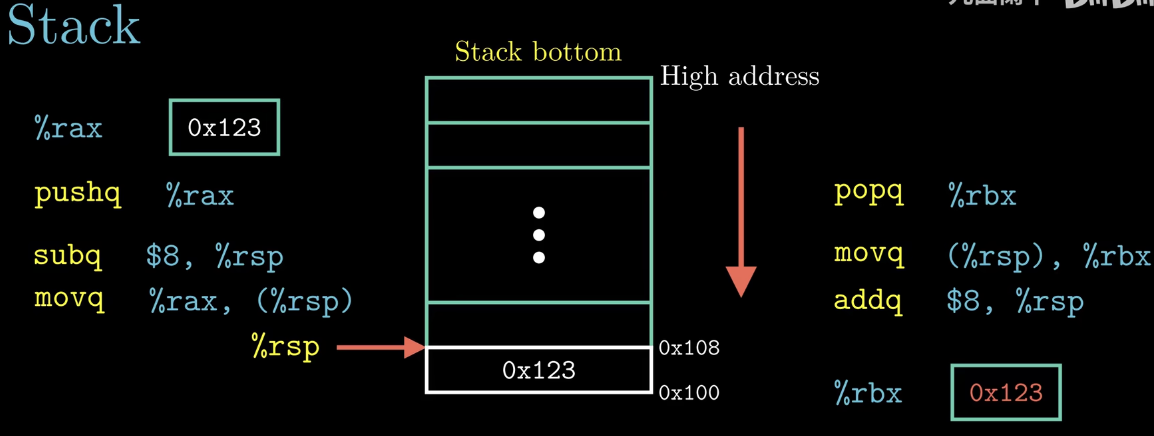 Stack
Stack bottom
High address
%rax 0x123
pushq %rax
subq $8, %rsp
movq %rax, (%rsp)
%rsp
0x123
0x108
0x100
popq %rbx
movq (%rsp), %rbx
addq $8, %rsp
%rbx 0x123